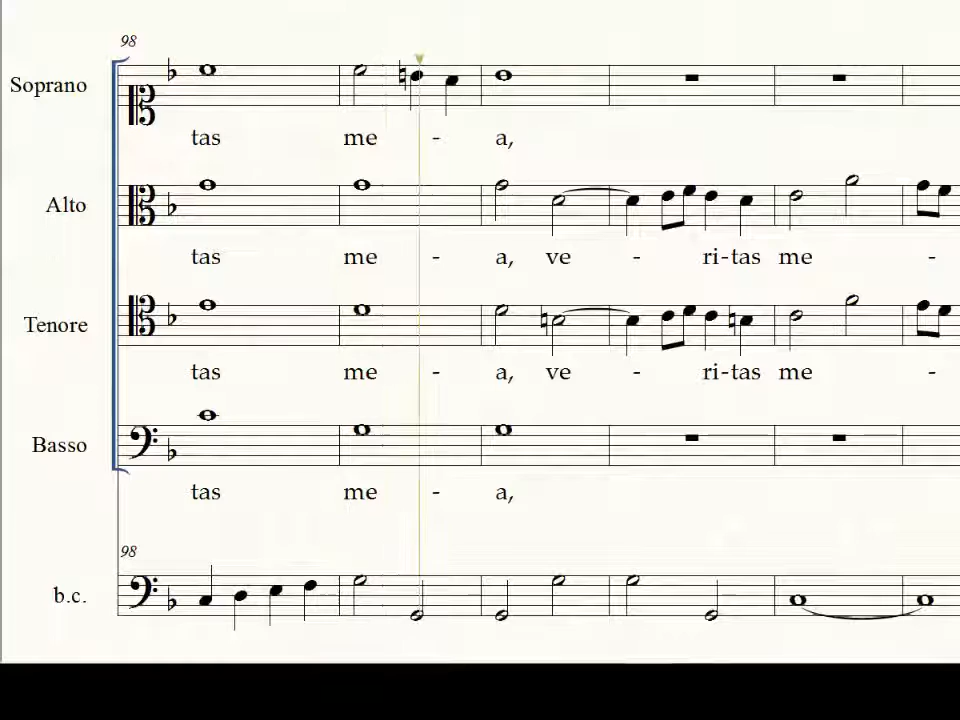 98
Soprano
tas me - a,
Alto
tas me - a, ve - ri-tas me -
Tenore
tas me - a, ve - ri-tas me -
Basso
tas me - a,
98
b.c.